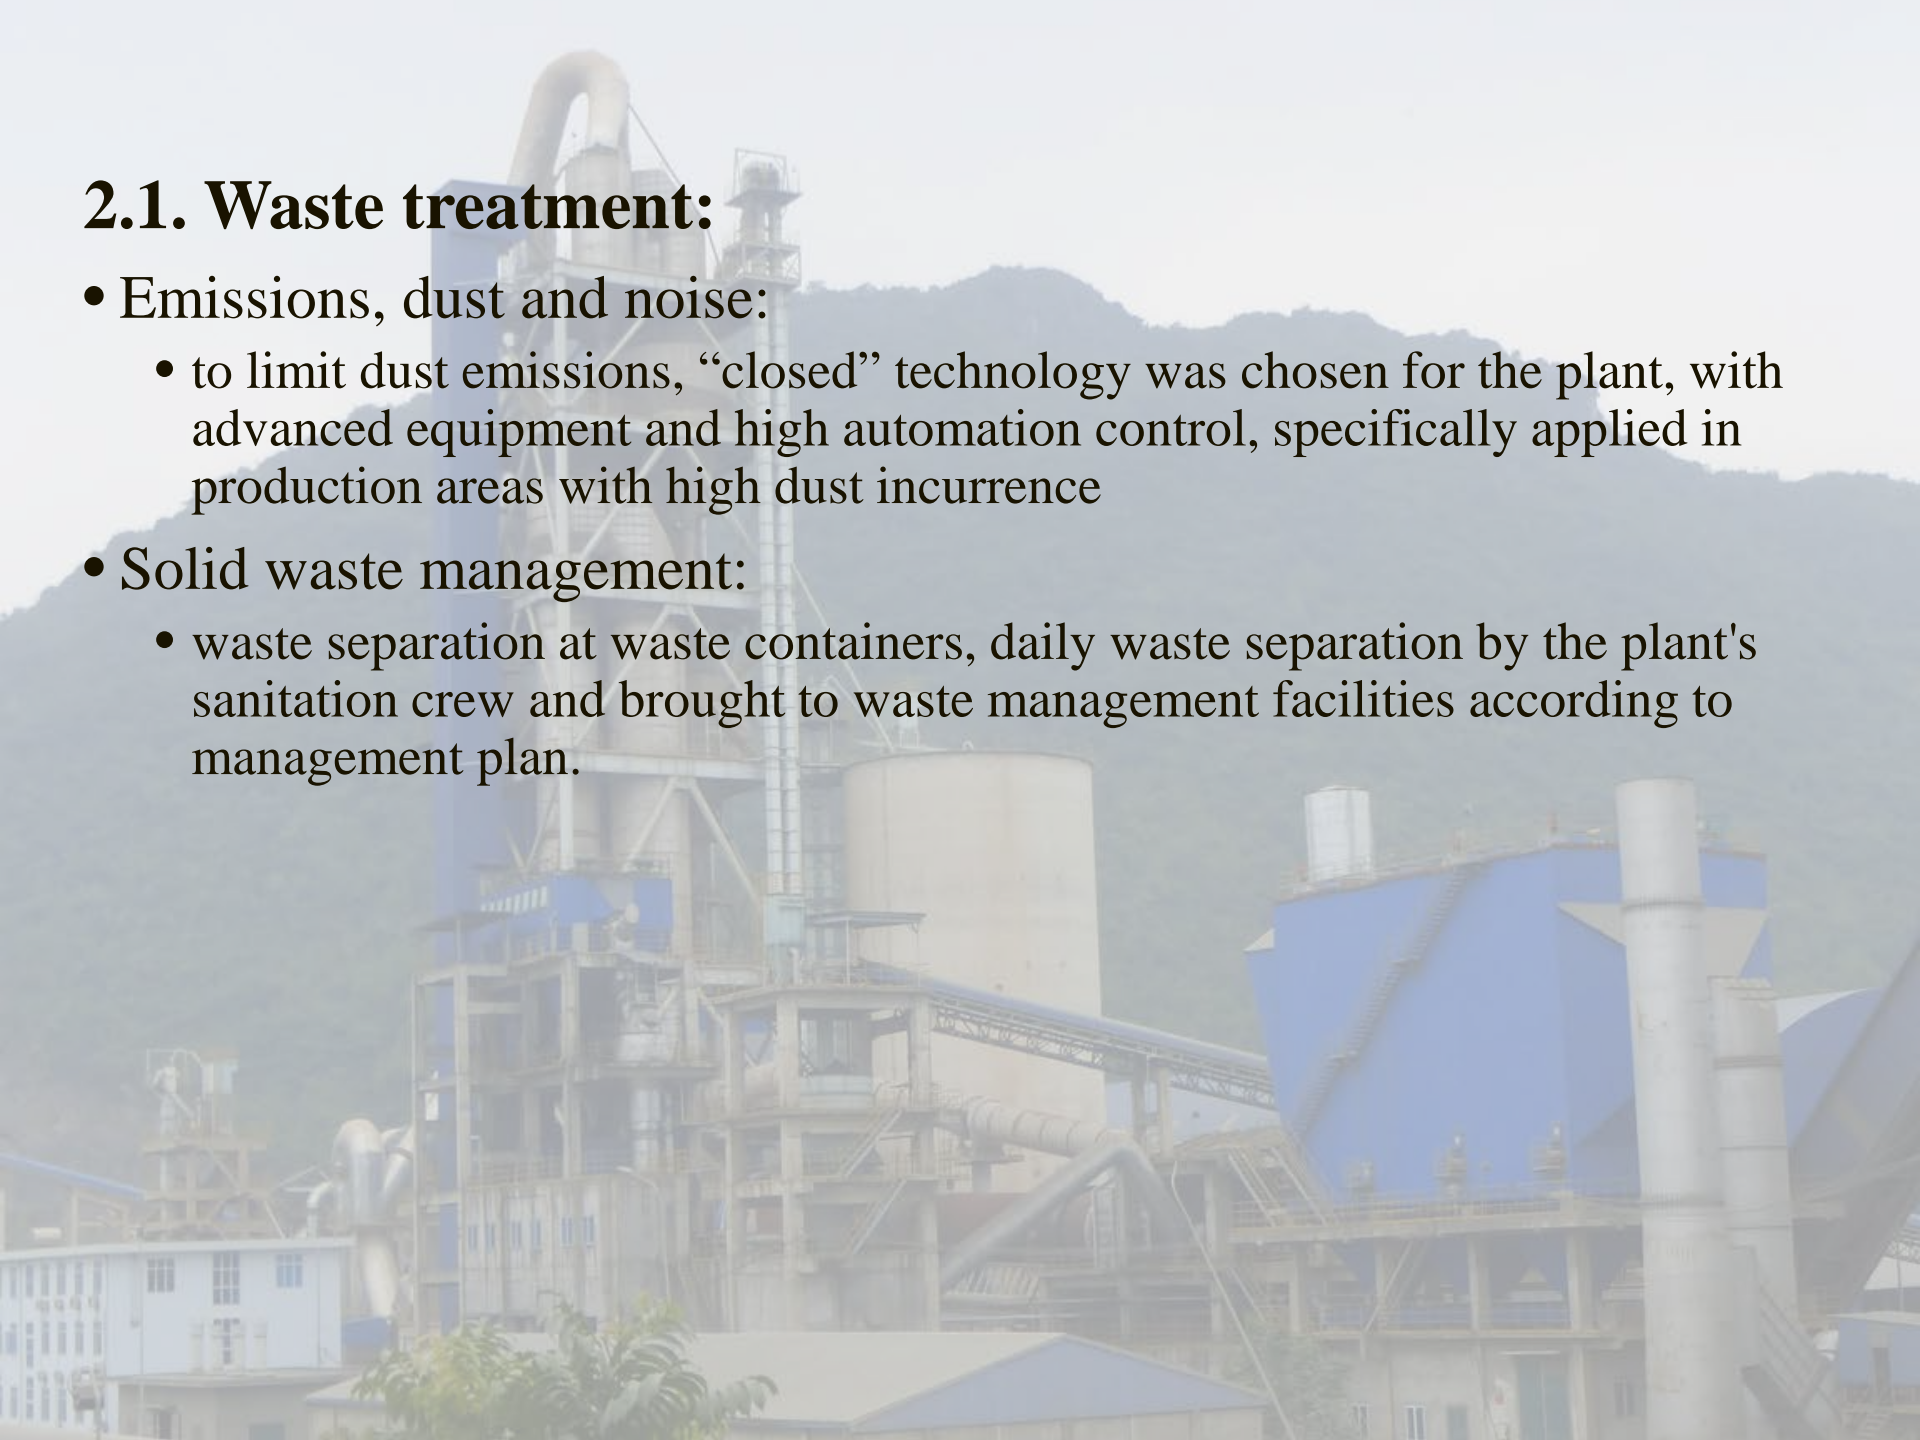 2.1. Waste treatment:
• Emissions, dust and noise:
• to limit dust emissions, “closed” technology was chosen for the plant, with
advanced equipment and high automation control, specifically applied in
production areas with high dust incurrence
• Solid waste management:
• waste separation at waste containers, daily waste separation by the plant's
sanitation crew and brought to waste management facilities according to
management plan.